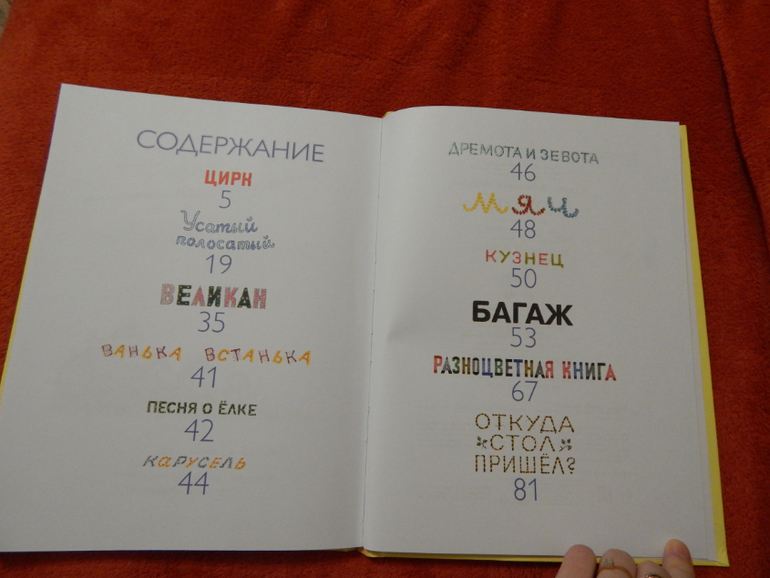 СОДЕРЖАНИЕ
ЦИРК
5
Усатый
полосатый
19
ВЕЛИКАН
35
ВАНЬКА ВСТАНЬКА
41
ПЕСНЯ О ЁЛКЕ
42
КАРУСЕЛЬ
44
ДРЕМОТА И ЗЕВОТА
46
МЯЧ
48
КУЗНЕЦ
50
БАГАЖ
53
РАЗНОЦВЕТНАЯ КНИГА
67
ОТКУДА
СТОЛ
ПРИШЁЛ?
81